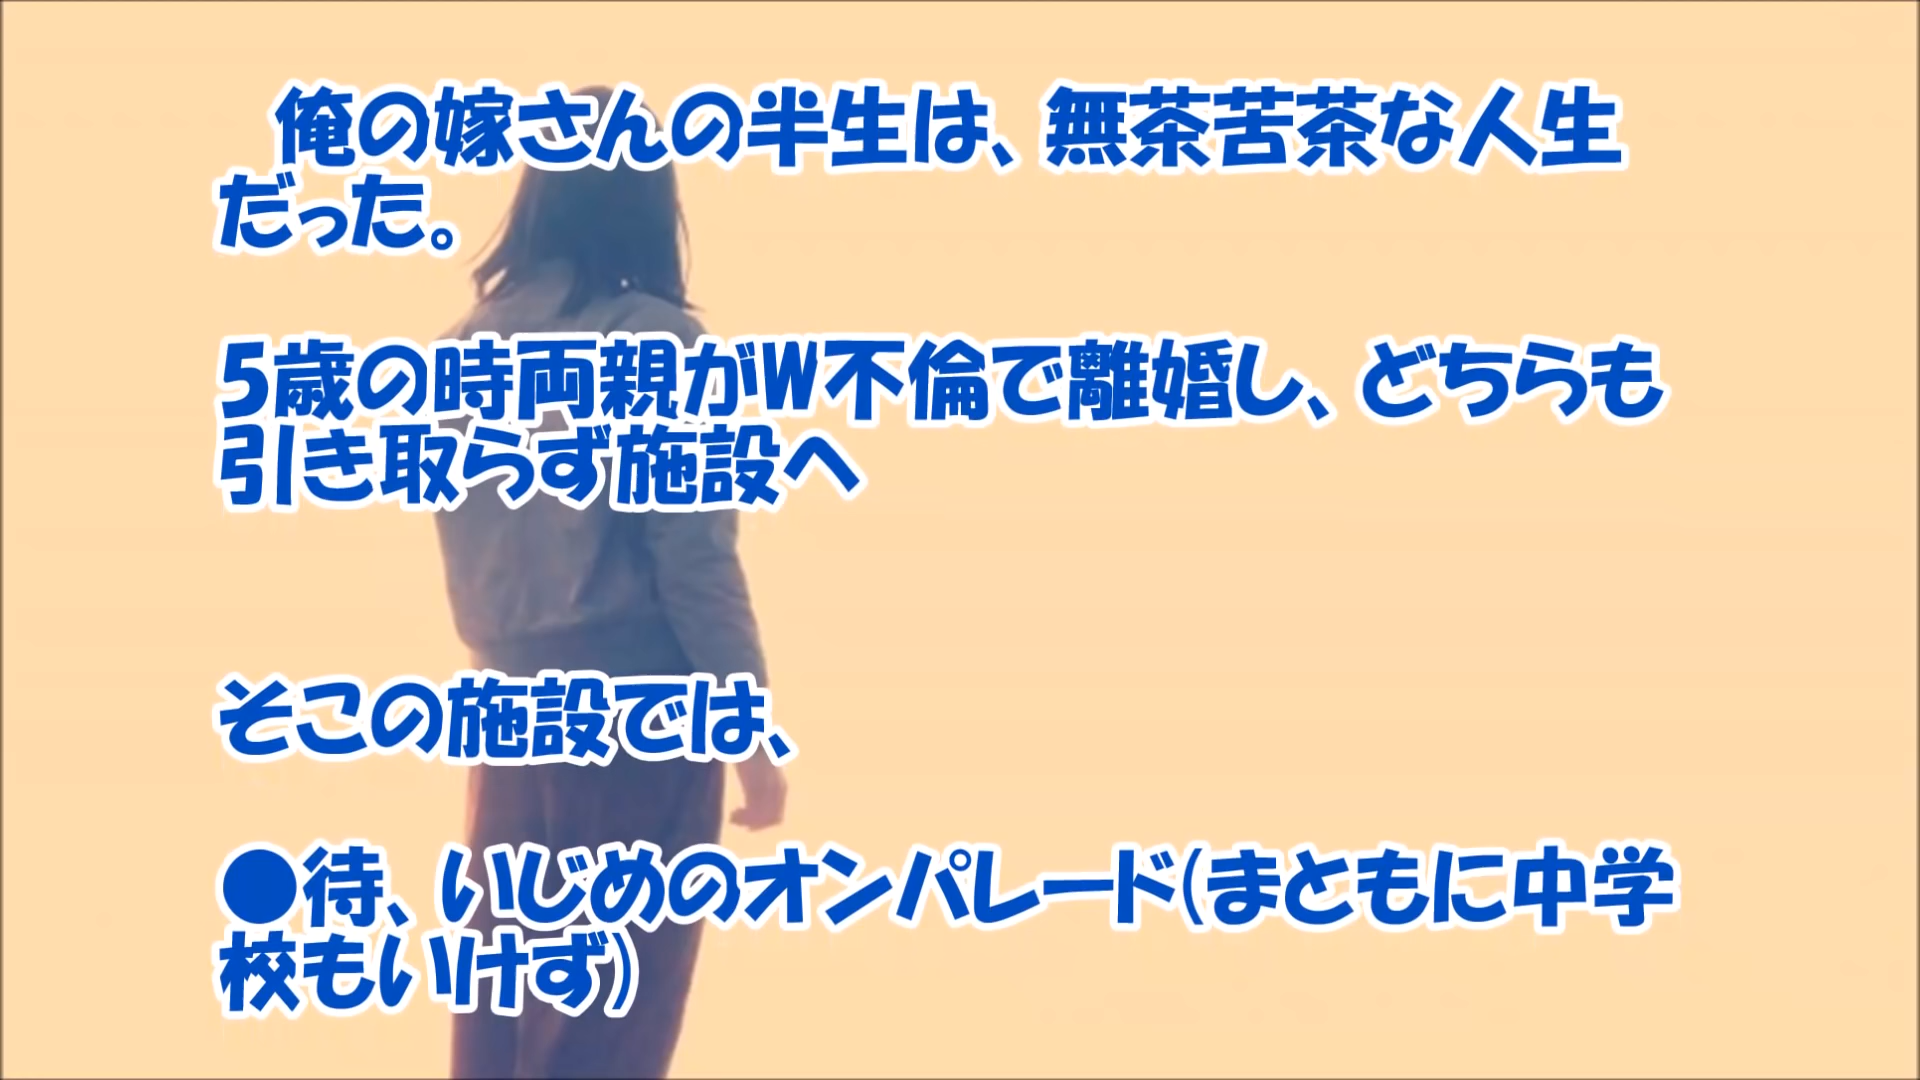 俺の嫁さんの半生は、無茶苦茶な人生
だった。
5歳の時両親がW不倫で離婚し、どちらも
引き取らず施設へ
そこの施設では、
●待、いじめのオンパレード(まともに中学
校もいけず)